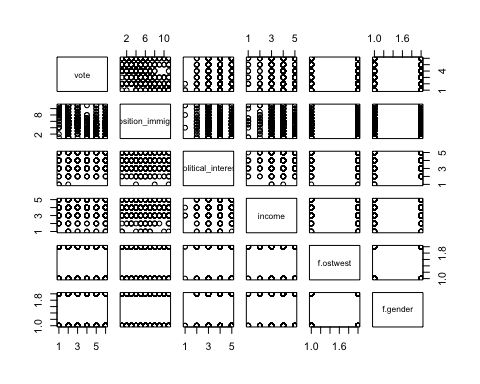 2 6 10 1 3 5 1.0 1.6
vote 1 4
2 8 osition_immig
olitical_interes 1 3 5
1 3 5 income
f.ostwest 1.0 1.8
1.0 1.8 f.gender
1 3 5 1 3 5 1.0 1.6